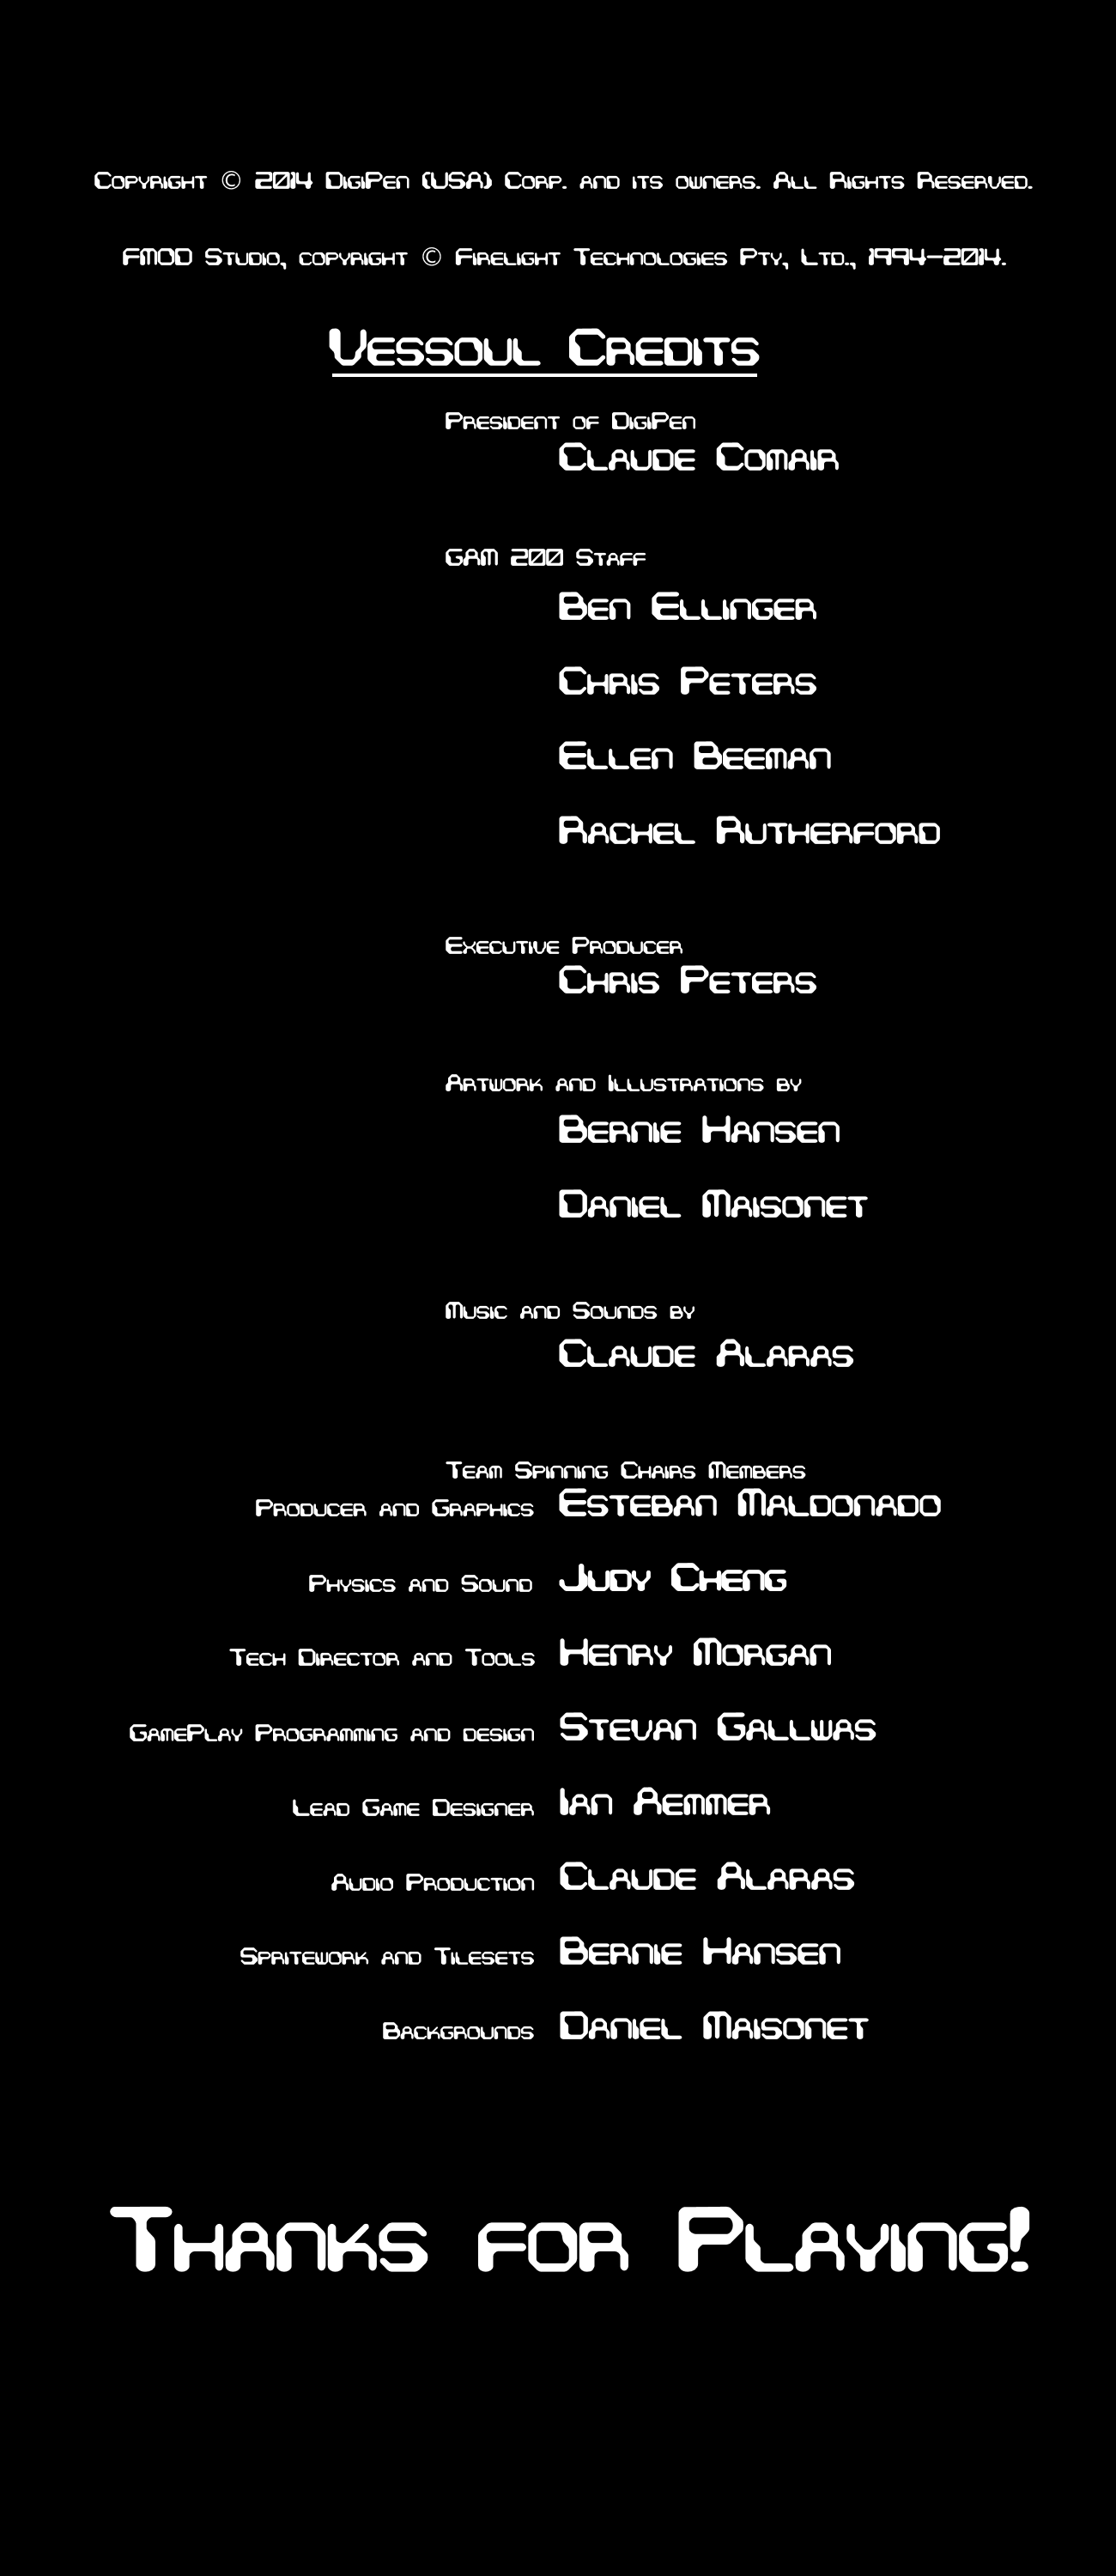 Copyright © 2014 DigiPen (USA) Corp. and its owners. All Rights Reserved.
FMOD Studio, copyright © Firelight Technologies Pty, Ltd., 1994-2014.
Vessoul Credits
President of DigiPen
Claude Comair
GAM 200 Staff
Ben Ellinger
Chris Peters
Ellen Beeman
Rachel Rutherford
Executive Producer
Chris Peters
Artwork and Illustrations by
Bernie Hansen
Daniel Maisonet
Music and Sounds by
Claude Alaras
Team Spinning Chairs Members
Producer and Graphics Esteban Maldonado
Physics and Sound Judy Cheng
Tech Director and Tools Henry Morgan
GamePlay Programming and design Stevan Gallwas
Lead Game Designer Ian Aemmer
Audio Production Claude Alaras
Spritework and Tilesets Bernie Hansen
Backgrounds Daniel Maisonet
Thanks for Playing!